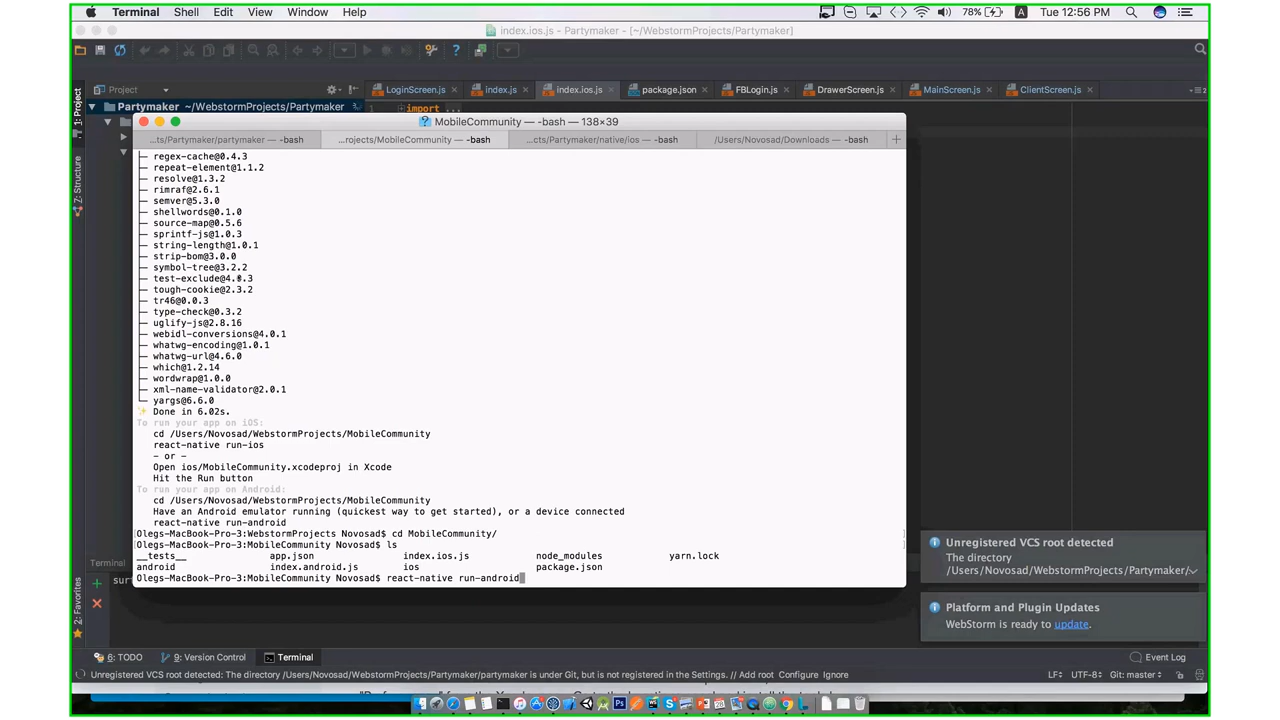 Terminal Shell Edit View Window Help 78% A Tue 12:56 PM
index.ios.js - Partymaker - [~/WebstormProjects/Partymaker]
Project LoginScreen.js index.js index.ios.js package.json FBLogin.js DrawerScreen.js MainScreen.js ClientScreen.js
1: Project
Partymaker ~/WebstormProjects/Partymaker
import ...
MobileCommunity — -bash — 138×39
...ts/Partymaker/partymaker — -bash ...rojects/MobileCommunity — -bash ...cts/Partymaker/native/ios — -bash /Users/Novosad/Downloads — -bash
├─ regex-cache@0.4.3
├─ repeat-element@1.1.2
├─ resolve@1.3.2
├─ rimraf@2.6.1
├─ semver@5.3.0
├─ shellwords@0.1.0
├─ source-map@0.5.6
├─ sprintf-js@1.0.3
├─ string-length@1.0.1
├─ strip-bom@3.0.0
├─ symbol-tree@3.2.2
├─ test-exclude@4.0.3
├─ tough-cookie@2.3.2
├─ tr46@0.0.3
├─ type-check@0.3.2
├─ uglify-js@2.8.16
├─ webidl-conversions@4.0.1
├─ whatwg-encoding@1.0.1
├─ whatwg-url@4.6.0
├─ which@1.2.14
├─ wordwrap@1.0.0
├─ xml-name-validator@2.0.1
└─ yargs@6.6.0
✨ Done in 6.02s.
To run your app on iOS:
cd /Users/Novosad/WebstormProjects/MobileCommunity
react-native run-ios
- or -
Open ios/MobileCommunity.xcodeproj in Xcode
Hit the Run button
To run your app on Android:
cd /Users/Novosad/WebstormProjects/MobileCommunity
Have an Android emulator running (quickest way to get started), or a device connected
react-native run-android
[Olegs-MacBook-Pro-3:WebstormProjects Novosad$ cd MobileCommunity/ ]
[Olegs-MacBook-Pro-3:MobileCommunity Novosad$ ls ]
__tests__ app.json index.ios.js node_modules yarn.lock
android index.android.js ios package.json
Olegs-MacBook-Pro-3:MobileCommunity Novosad$ react-native run-android
Z: Structure
2: Favorites
Terminal
Unregistered VCS root detected
The directory
/Users/Novosad/WebstormProjects/Partymaker/
Platform and Plugin Updates
WebStorm is ready to update.
6: TODO 9: Version Control Terminal Event Log
Unregistered VCS root detected: The directory /Users/Novosad/WebstormProjects/Partymaker/partymaker is under Git, but is not registered in the Settings. // Add root Configure Ignore LF UTF-8 Git: master